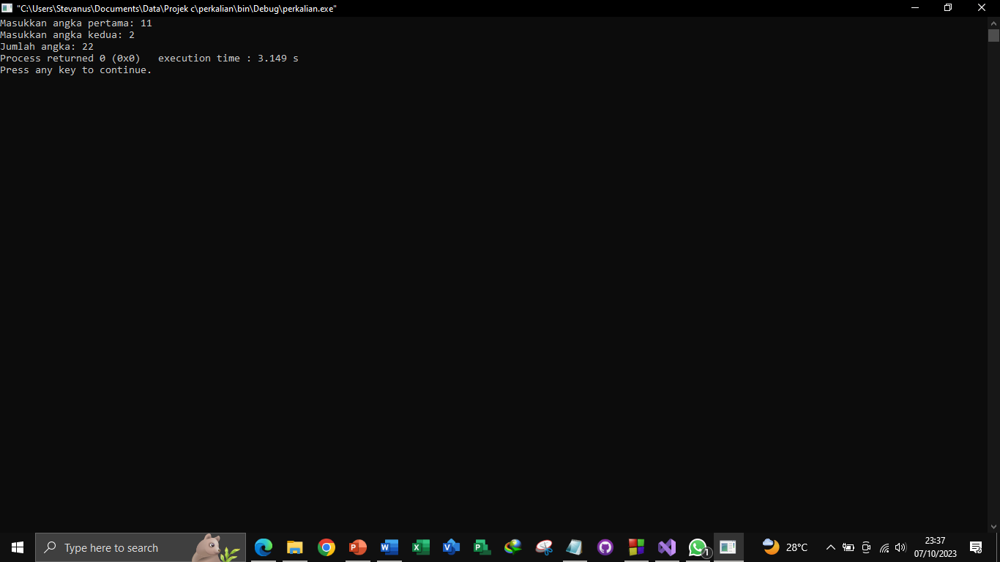 "C:\Users\Stevanus\Documents\Data\Projek c\perkalian\bin\Debug\perkalian.exe"
Masukkan angka pertama: 11
Masukkan angka kedua: 2
Jumlah angka: 22
Process returned 0 (0x0)   execution time : 3.149 s
Press any key to continue.
Type here to search
28°C
23:37
07/10/2023